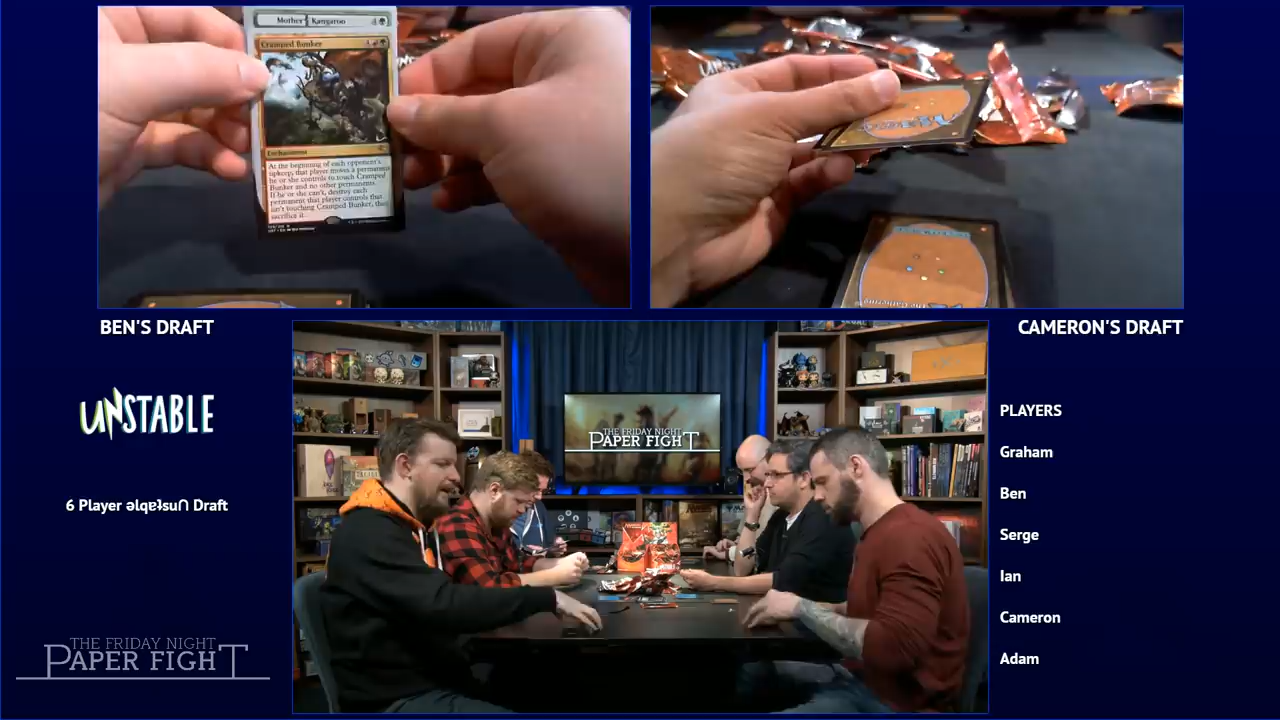 Mother Kangaroo
Cramped Bunker
Enchantment
At the beginning of each opponent's
upkeep, that player moves a permanent
he or she controls to touch Cramped
Bunker and no other permanents.
If he or she can't, destroy each
permanent that player controls that
isn't touching Cramped Bunker, then
sacrifice it.
BEN'S DRAFT
CAMERON'S DRAFT
UNSTABLE
6 Player ǝlqɐʇsu∩ Draft
THE FRIDAY NIGHT
PAPER FIGHT
THE FRIDAY NIGHT
PAPER FIGHT
PLAYERS
Graham
Ben
Serge
Ian
Cameron
Adam